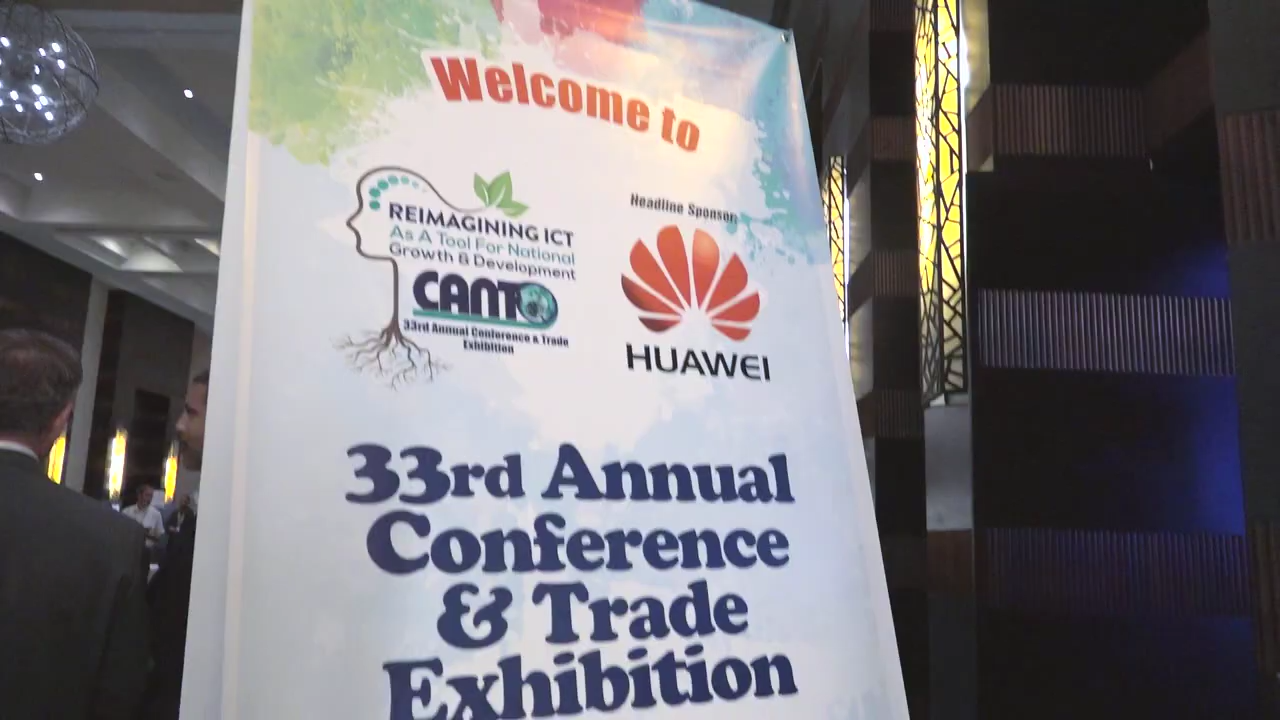 Welcome to
REIMAGINING ICT
As A Tool For National
Growth & Development
CANTO
33rd Annual Conference & Trade
Exhibition
Headline Sponsor:
HUAWEI
33rd Annual
Conference
& Trade
Exhibition